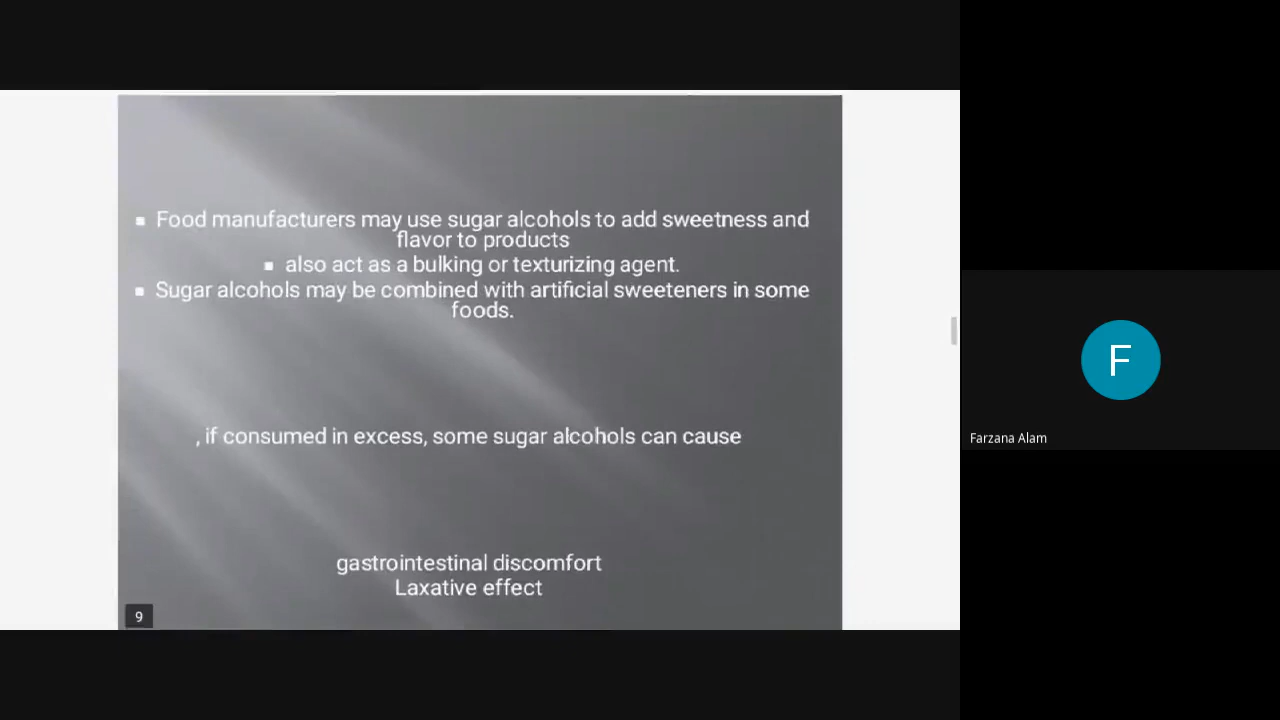 ▪ Food manufacturers may use sugar alcohols to add sweetness and
flavor to products
▪ also act as a bulking or texturizing agent.
▪ Sugar alcohols may be combined with artificial sweeteners in some
foods.
, if consumed in excess, some sugar alcohols can cause
gastrointestinal discomfort
Laxative effect
9
F
Farzana Alam